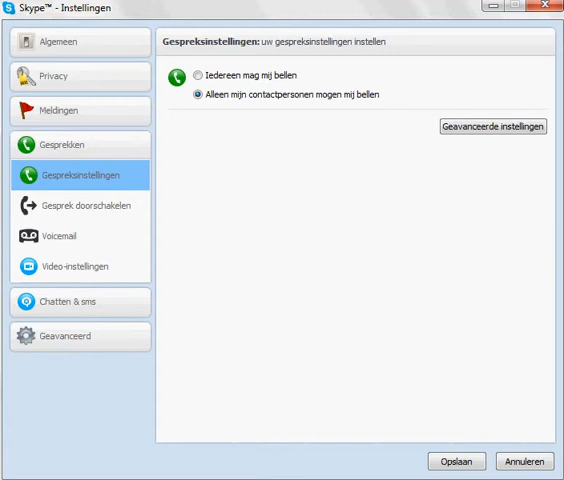 Skype™ - Instellingen
Algemeen
Privacy
Meldingen
Gesprekken
Gespreksinstellingen
Gesprek doorschakelen
Voicemail
Video-instellingen
Chatten & sms
Geavanceerd
Gespreksinstellingen: uw gespreksinstellingen instellen
Iedereen mag mij bellen
Alleen mijn contactpersonen mogen mij bellen
Geavanceerde instellingen
Opslaan
Annuleren